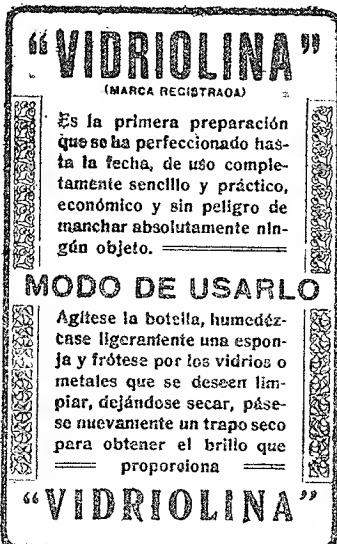 “VIDRIOLINA”
(MARCA REGISTRADA)
Es la primera preparación
que se ha perfeccionado has-
ta la fecha, de uso comple-
tamente sencillo y práctico,
económico y sin peligro de
manchar absolutamente nin-
gún objeto.
MODO DE USARLO
Agítese la botella, humedéz-
case ligeramente una espon-
ja y frótese por los vidrios o
metales que se deseen lim-
piar, dejándose secar, páse-
se nuevamente un trapo seco
para obtener el brillo que
proporciona
“VIDRIOLINA”